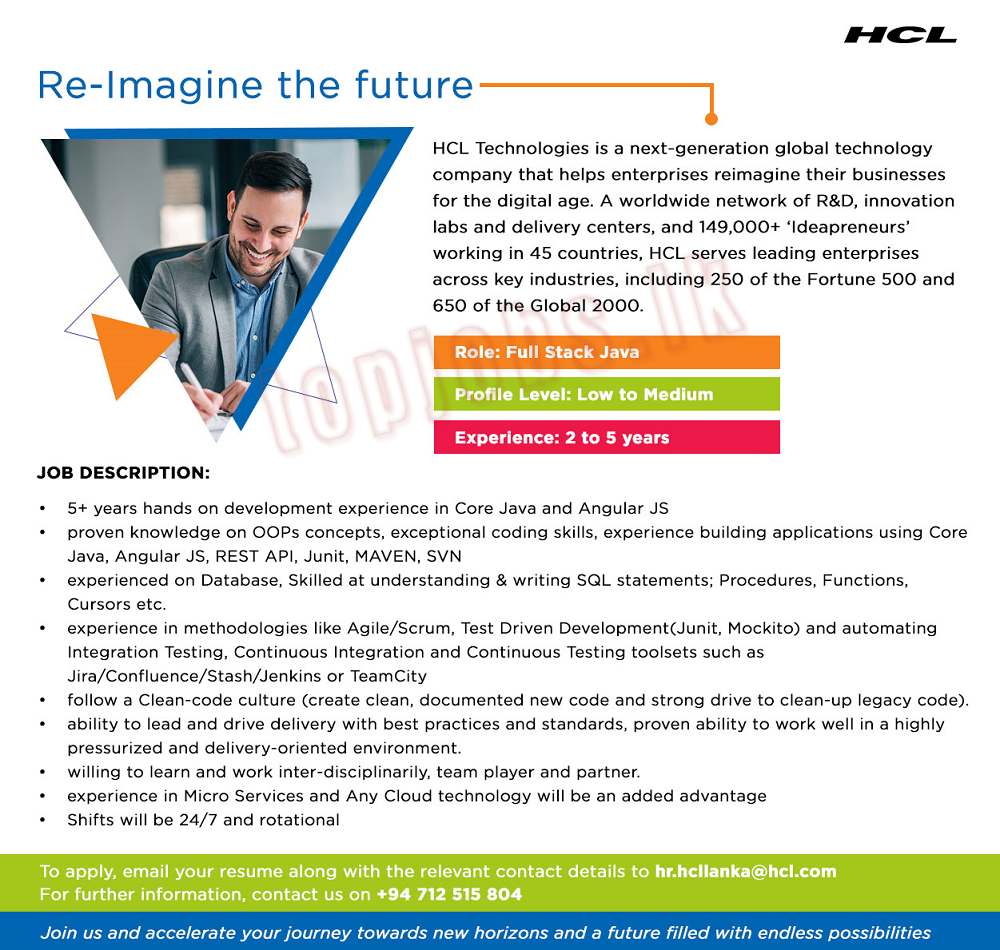 HCL
Re-Imagine the future
HCL Technologies is a next-generation global technology
company that helps enterprises reimagine their businesses
for the digital age. A worldwide network of R&D, innovation
labs and delivery centers, and 149,000+ ‘Ideapreneurs’
working in 45 countries, HCL serves leading enterprises
across key industries, including 250 of the Fortune 500 and
650 of the Global 2000.
topjobs.lk
Role: Full Stack Java
Profile Level: Low to Medium
Experience: 2 to 5 years
JOB DESCRIPTION:
• 5+ years hands on development experience in Core Java and Angular JS
• proven knowledge on OOPs concepts, exceptional coding skills, experience building applications using Core
Java, Angular JS, REST API, Junit, MAVEN, SVN
• experienced on Database, Skilled at understanding & writing SQL statements; Procedures, Functions,
Cursors etc.
• experience in methodologies like Agile/Scrum, Test Driven Development(Junit, Mockito) and automating
Integration Testing, Continuous Integration and Continuous Testing toolsets such as
Jira/Confluence/Stash/Jenkins or TeamCity
• follow a Clean-code culture (create clean, documented new code and strong drive to clean-up legacy code).
• ability to lead and drive delivery with best practices and standards, proven ability to work well in a highly
pressurized and delivery-oriented environment.
• willing to learn and work inter-disciplinarily, team player and partner.
• experience in Micro Services and Any Cloud technology will be an added advantage
• Shifts will be 24/7 and rotational
To apply, email your resume along with the relevant contact details to hr.hcllanka@hcl.com
For further information, contact us on +94 712 515 804
Join us and accelerate your journey towards new horizons and a future filled with endless possibilities